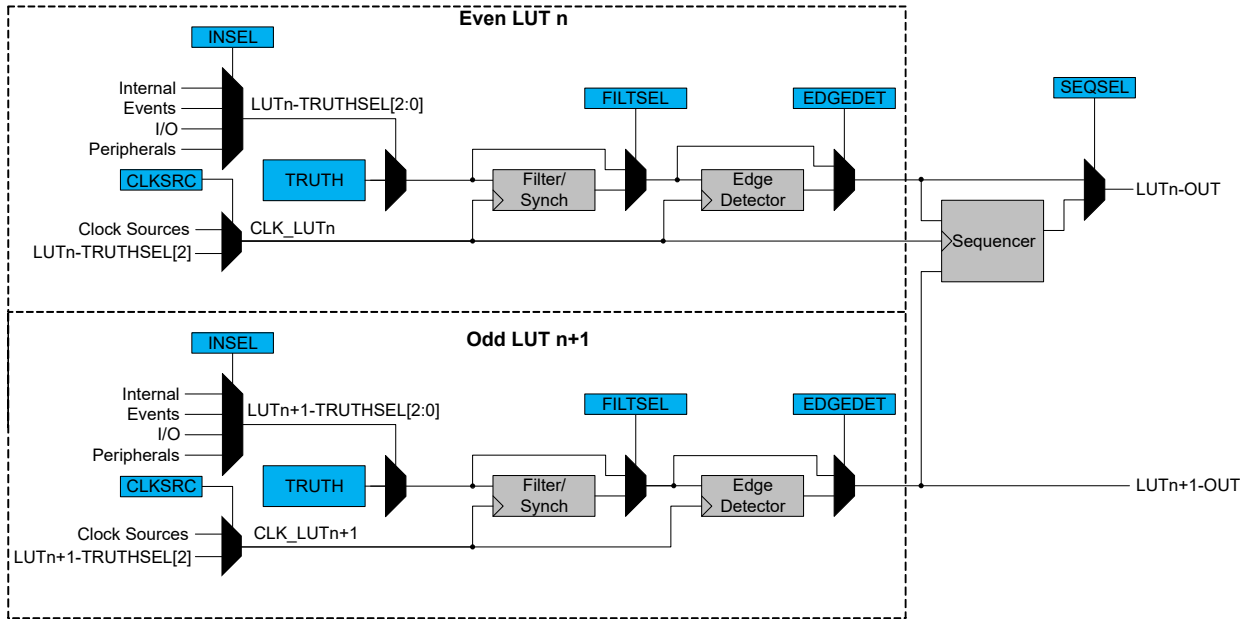 Even LUT n
INSEL
Internal
Events
I/O
Peripherals
LUTn-TRUTHSEL[2:0]
FILTSEL
EDGEDET
SEQSEL
CLKSRC
TRUTH
Filter/
Synch
Edge
Detector
LUTn-OUT
Clock Sources
LUTn-TRUTHSEL[2]
CLK_LUTn
Sequencer
Odd LUT n+1
INSEL
Internal
Events
I/O
Peripherals
LUTn+1-TRUTHSEL[2:0]
FILTSEL
EDGEDET
CLKSRC
TRUTH
Filter/
Synch
Edge
Detector
LUTn+1-OUT
Clock Sources
LUTn+1-TRUTHSEL[2]
CLK_LUTn+1